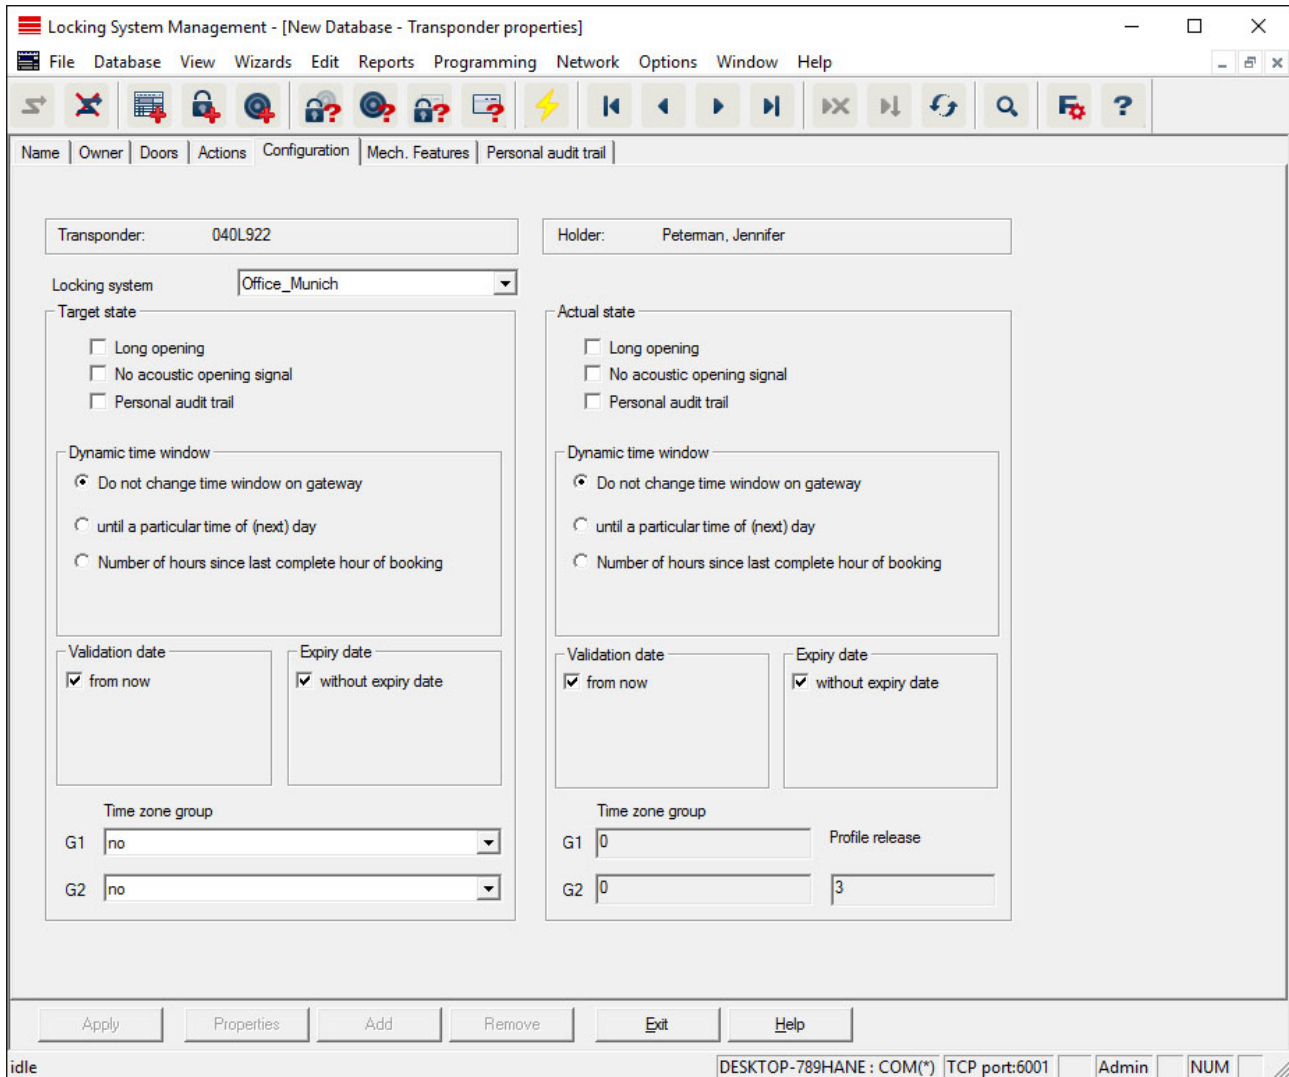 Locking System Management - [New Database - Transponder properties]
File Database View Wizards Edit Reports Programming Network Options Window Help
Name Owner Doors Actions Configuration Mech. Features Personal audit trail
Transponder: 040L922 Holder: Peterman, Jennifer
Locking system Office_Munich
Target state Actual state
Long opening Long opening
No acoustic opening signal No acoustic opening signal
Personal audit trail Personal audit trail
Dynamic time window Dynamic time window
Do not change time window on gateway Do not change time window on gateway
until a particular time of (next) day until a particular time of (next) day
Number of hours since last complete hour of booking Number of hours since last complete hour of booking
Validation date Expiry date Validation date Expiry date
from now without expiry date from now without expiry date
Time zone group Time zone group
G1 no G1 0 Profile release
G2 no G2 0 3
Apply Properties Add Remove Exit Help
idle DESKTOP-789HANE : COM(*) TCP port:6001 Admin NUM